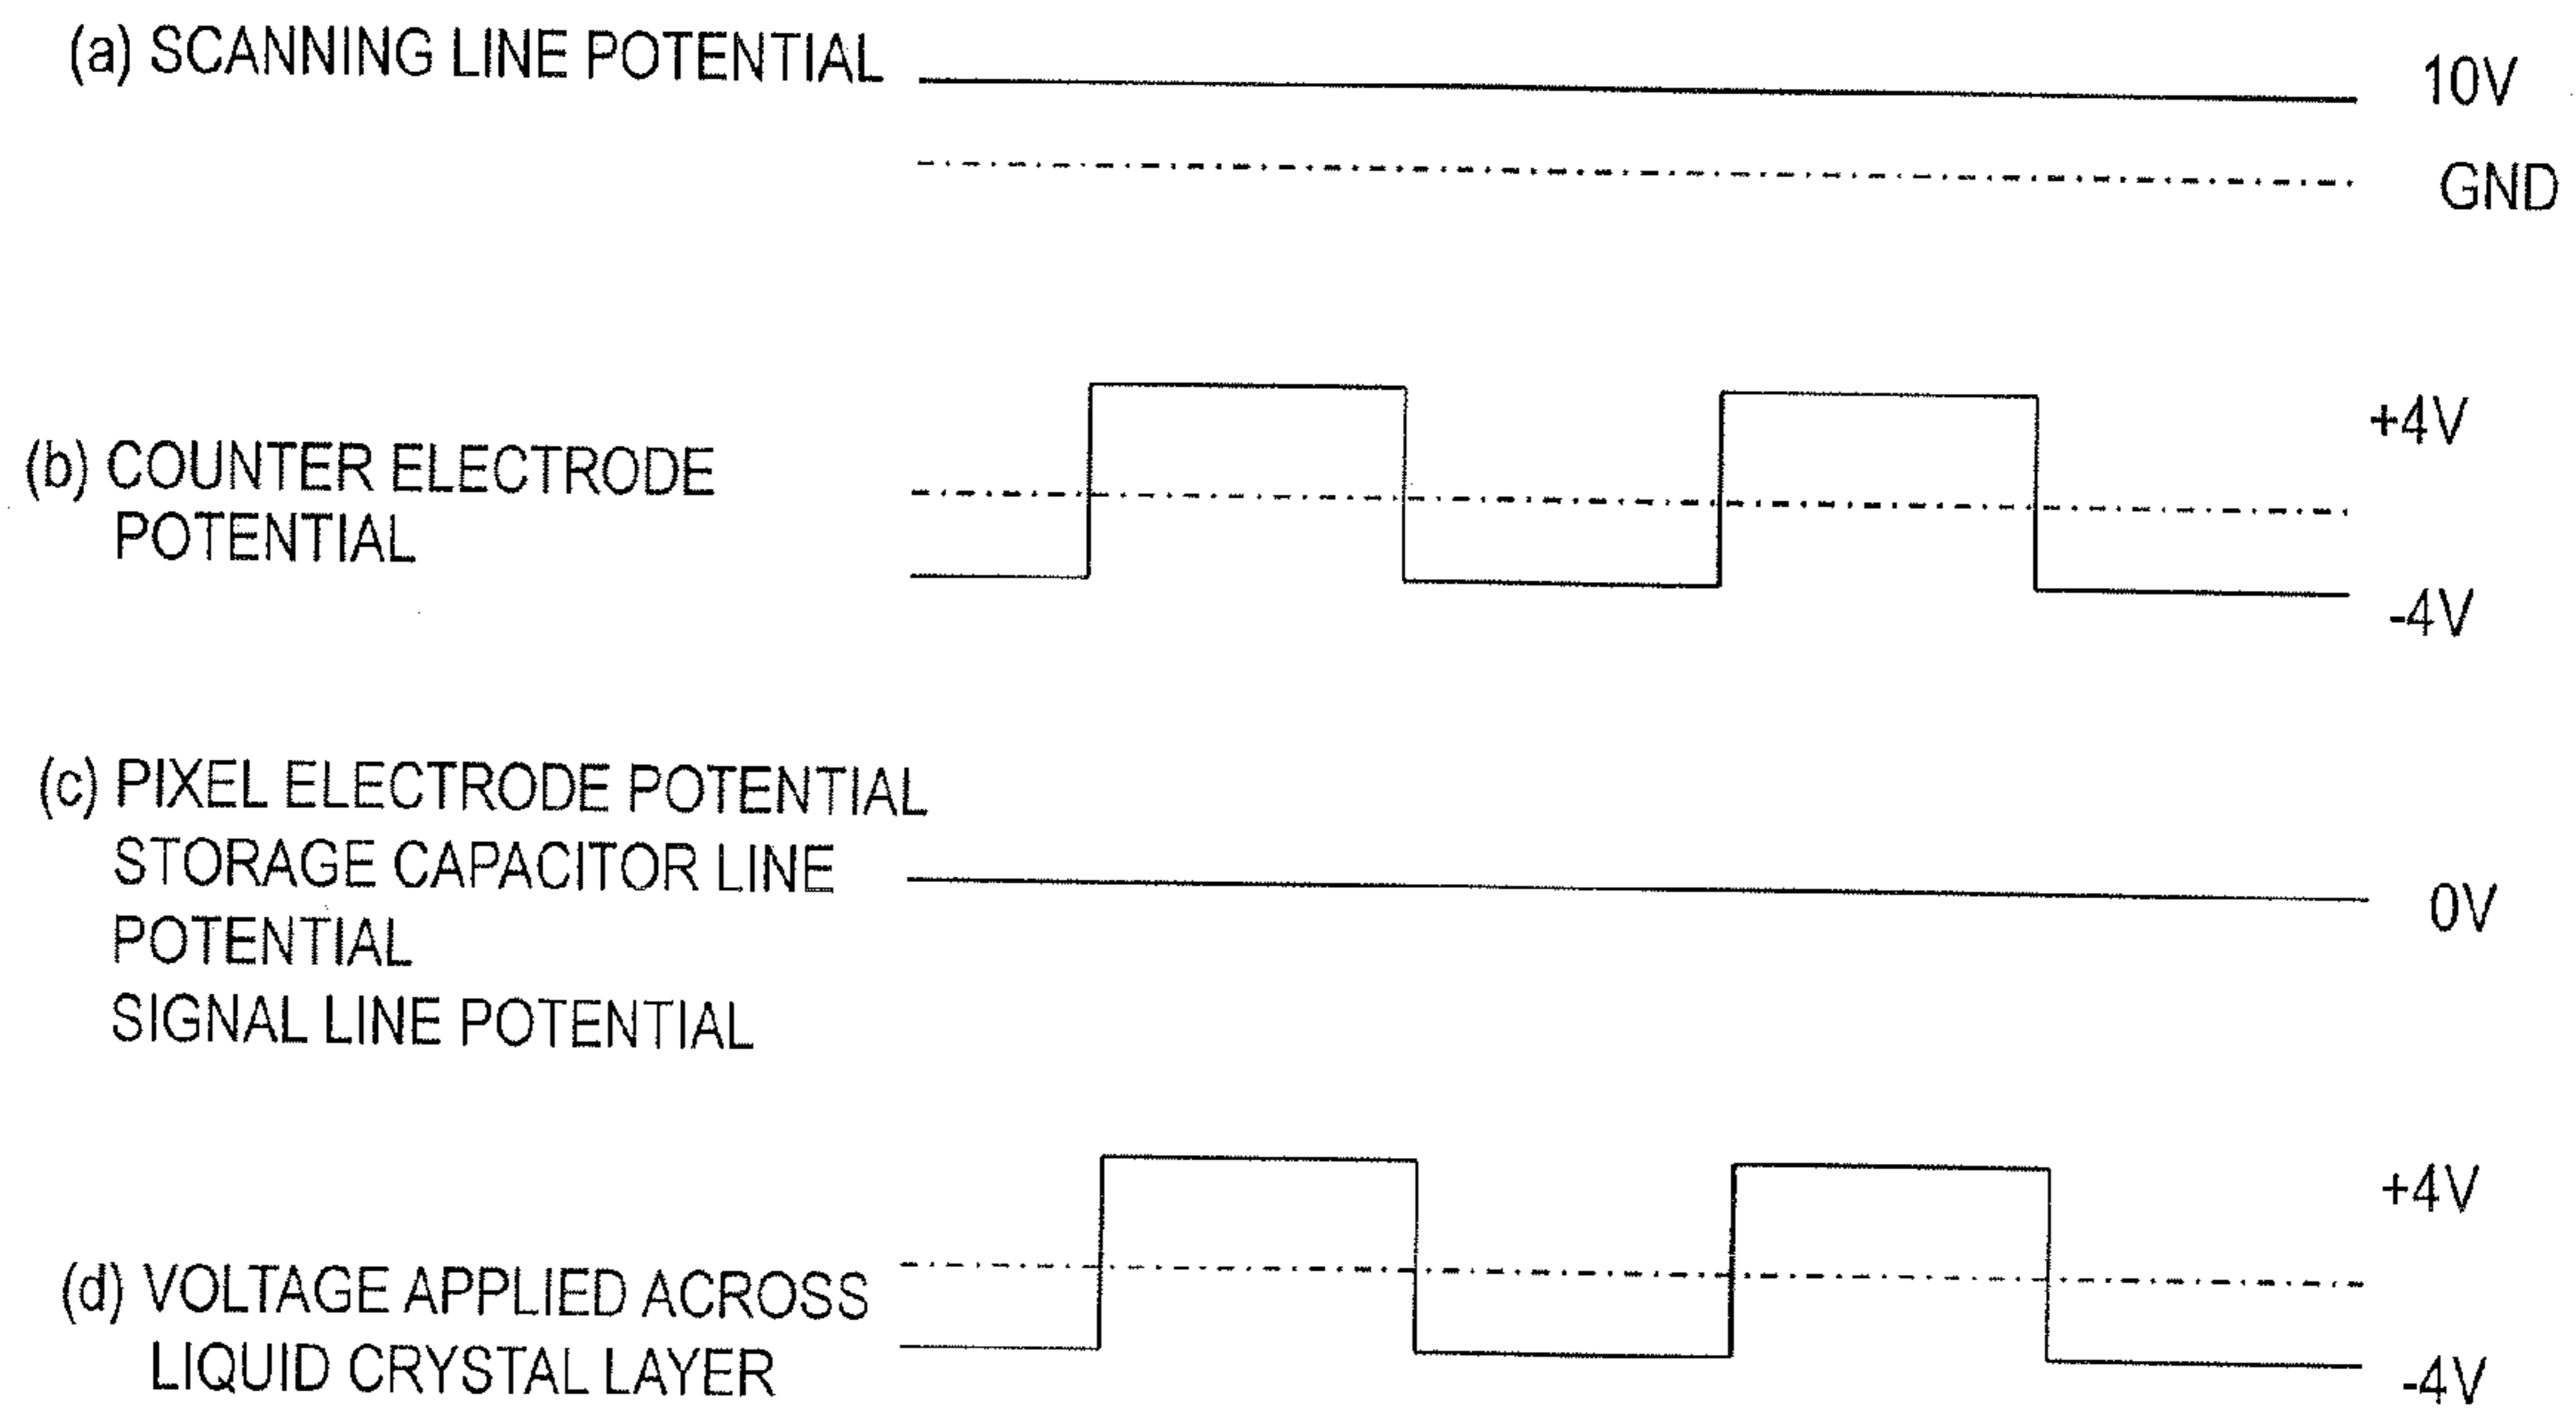 (a) SCANNING LINE POTENTIAL
10V
GND
+4V
(b) COUNTER ELECTRODE
POTENTIAL
-4V
(c) PIXEL ELECTRODE POTENTIAL
STORAGE CAPACITOR LINE
0V
POTENTIAL
SIGNAL LINE POTENTIAL
+4V
(d) VOLTAGE APPLIED ACROSS
LIQUID CRYSTAL LAYER
-4V